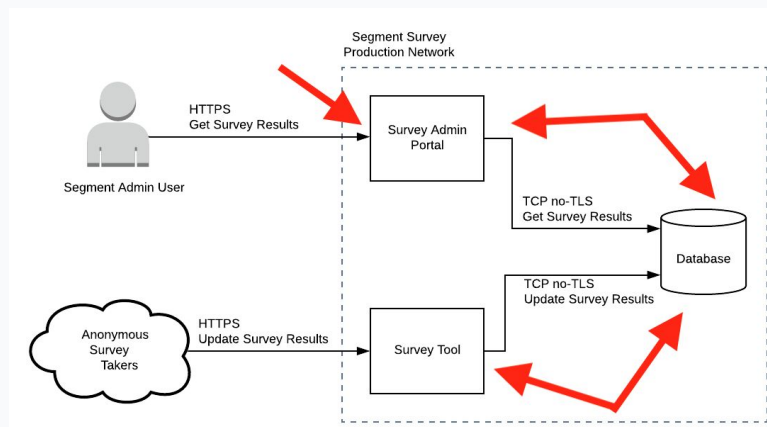 Segment Survey
Production Network
HTTPS
Get Survey Results
Survey Admin
Portal
Segment Admin User
TCP no-TLS
Get Survey Results
Database
TCP no-TLS
Update Survey Results
HTTPS
Update Survey Results
Anonymous
Survey
Takers
Survey Tool